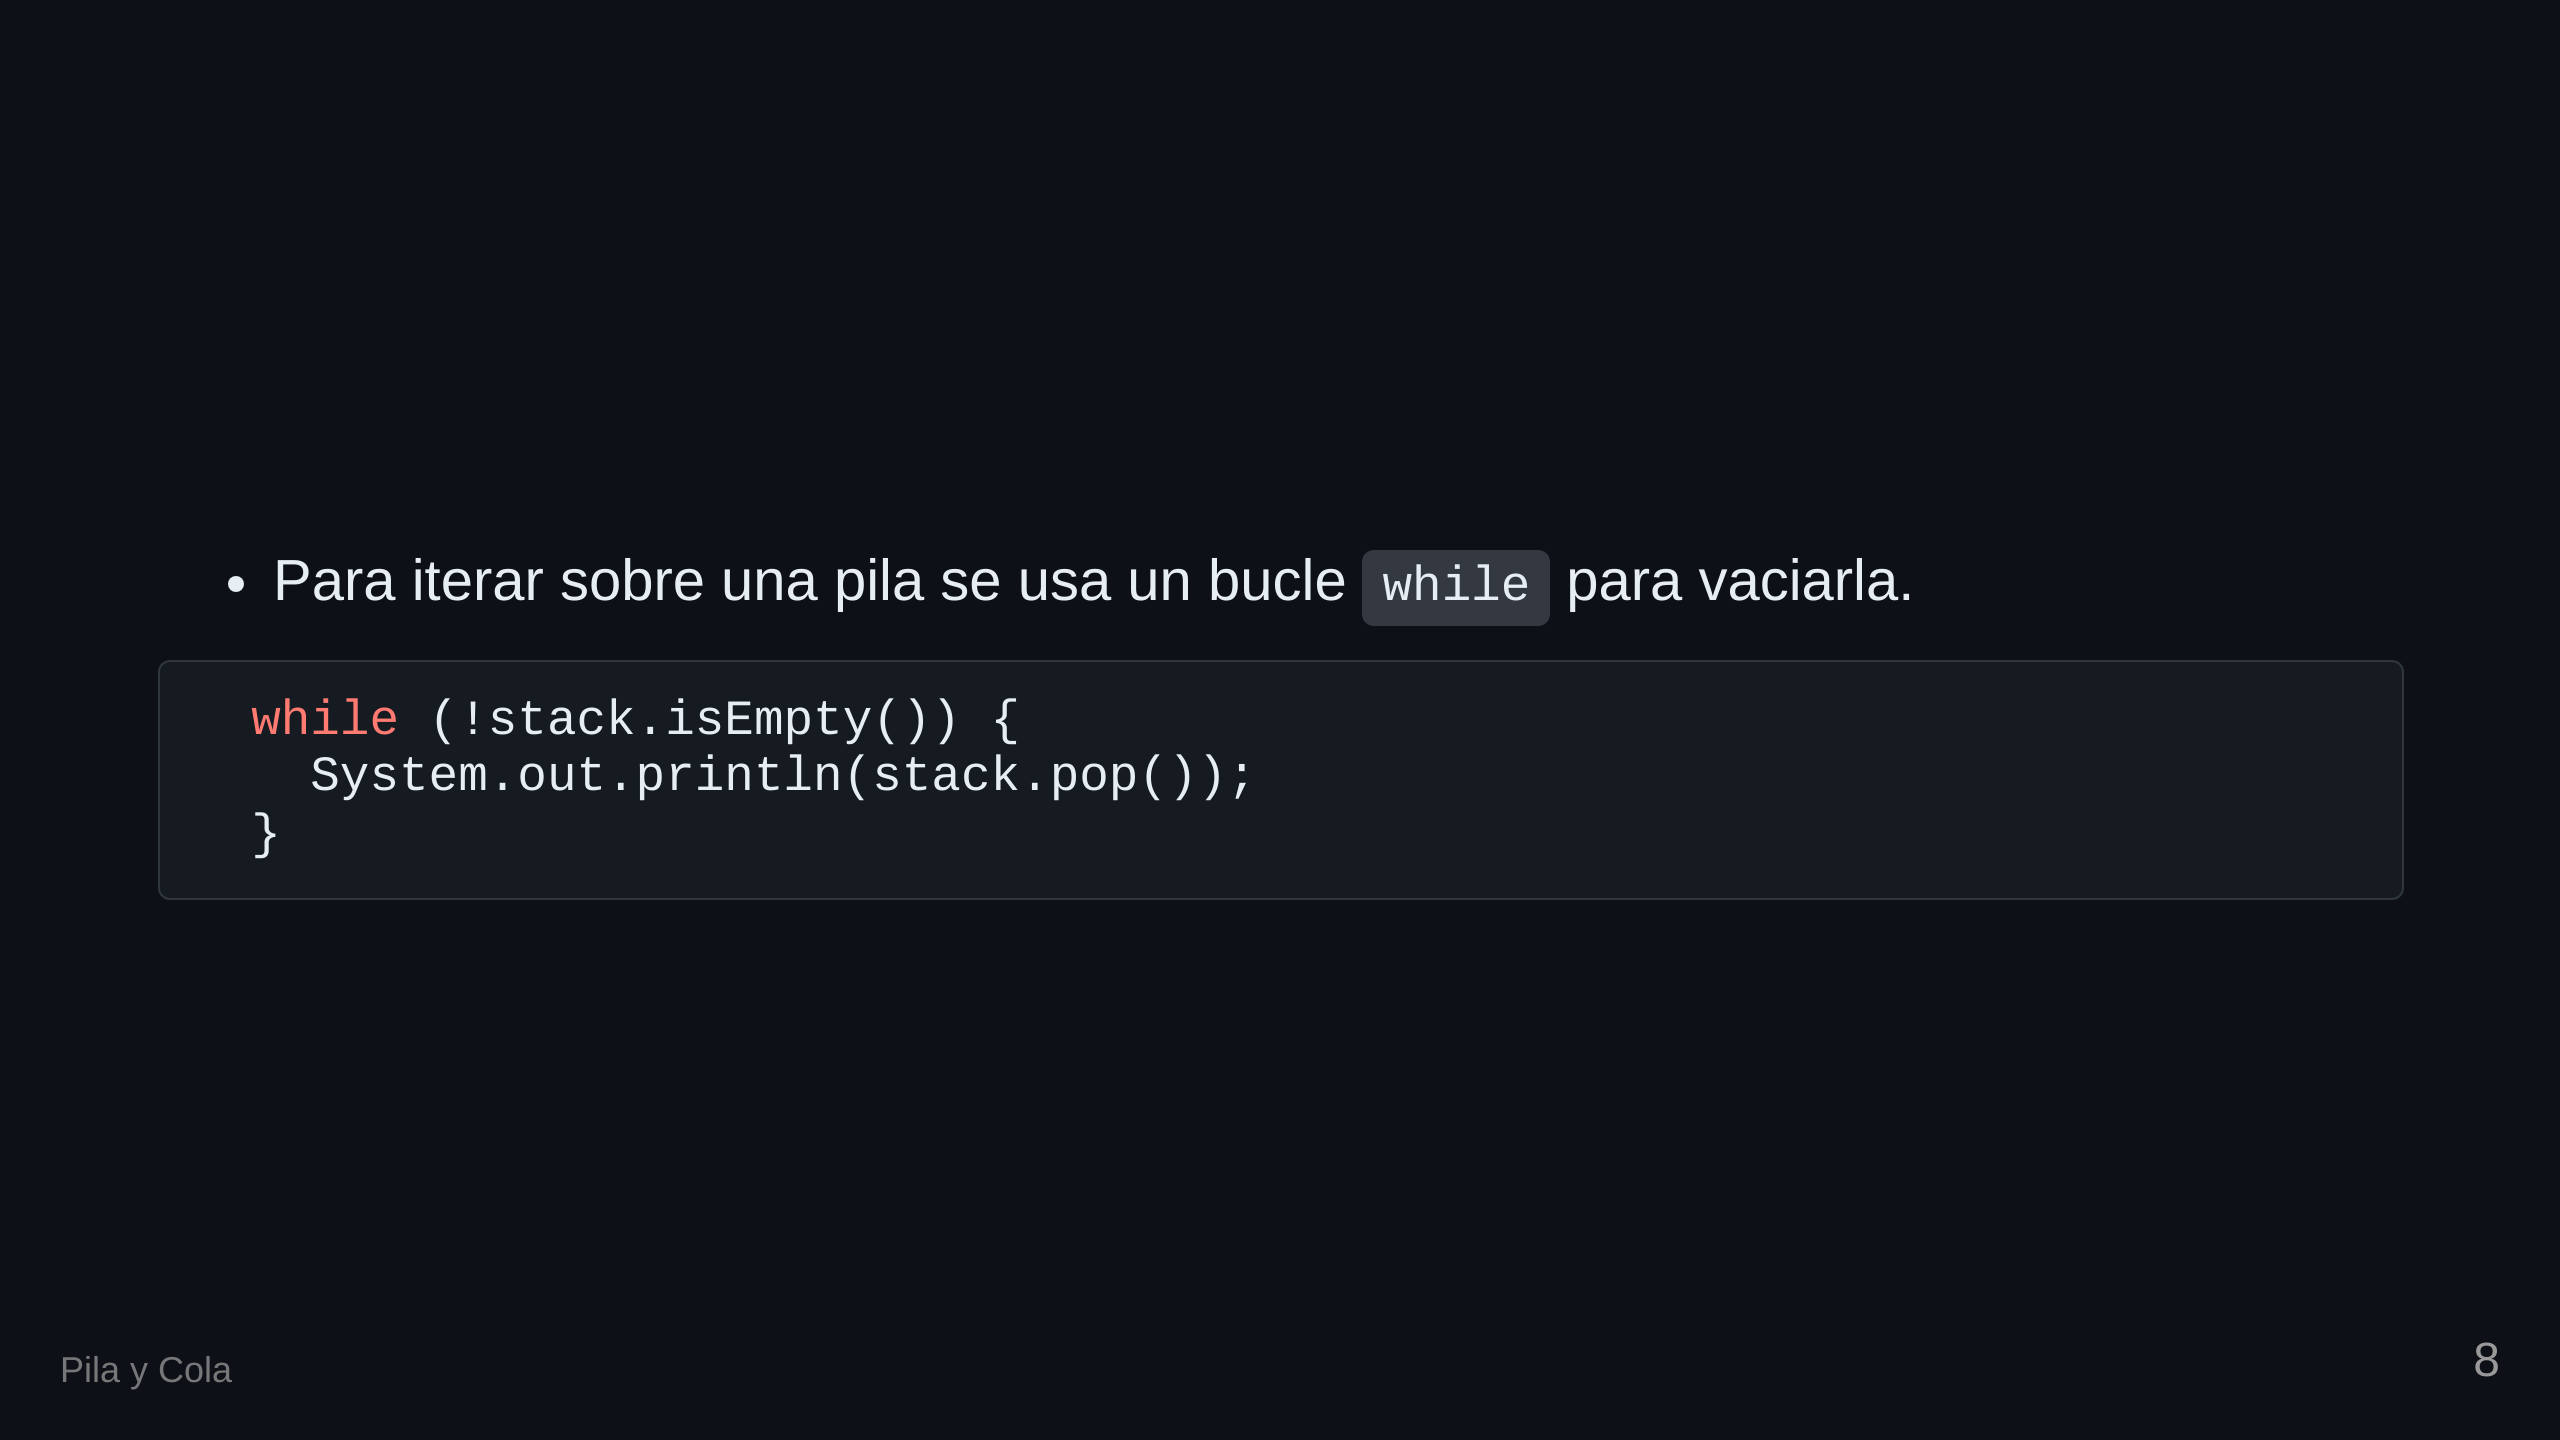 • Para iterar sobre una pila se usa un bucle while para vaciarla.
while (!stack.isEmpty()) {
  System.out.println(stack.pop());
}
Pila y Cola
8